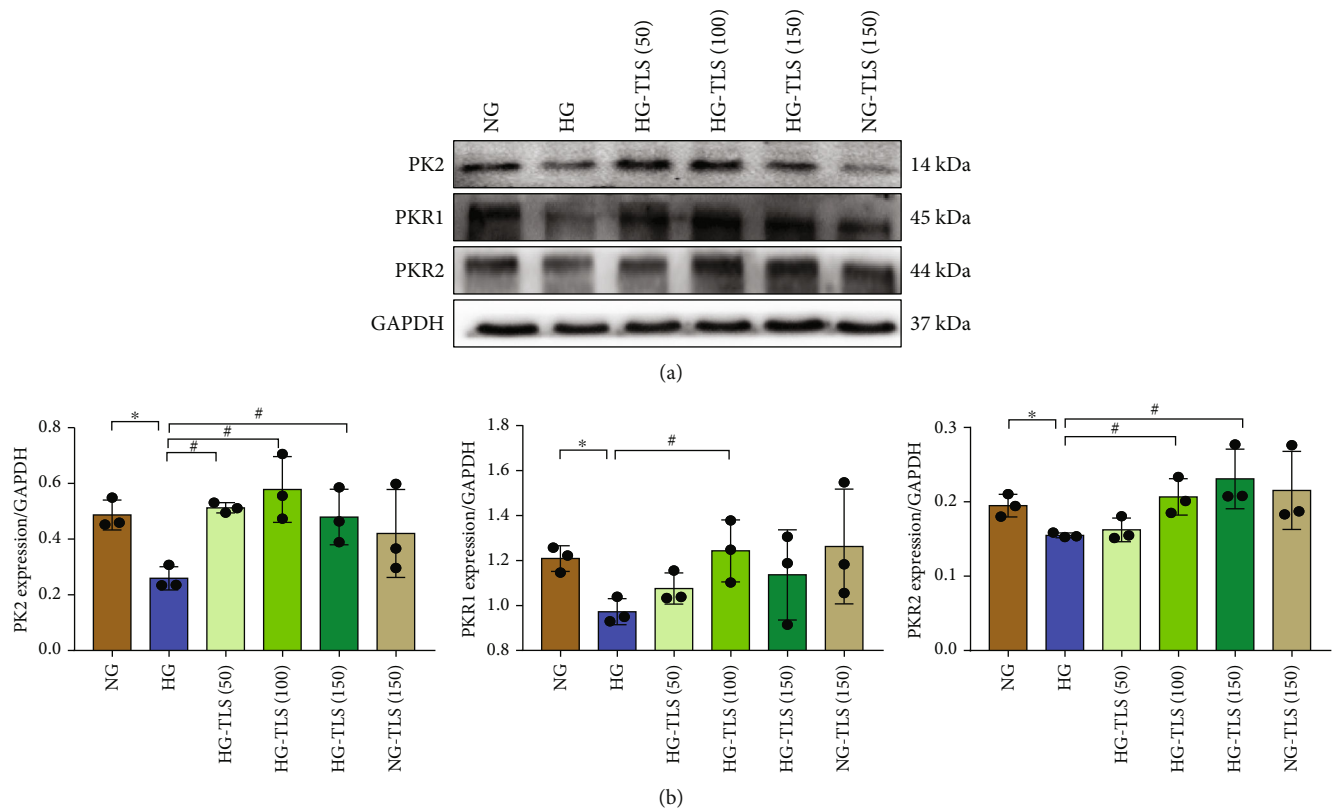 NG
HG
HG-TLS (50)
HG-TLS (100)
HG-TLS (150)
NG-TLS (150)
PK2
14 kDa
PKR1
45 kDa
PKR2
44 kDa
GAPDH
37 kDa
(a)
PK2 expression/GAPDH
0.8
0.6
0.4
0.2
0.0
*
#
#
#
NG
HG
HG-TLS (50)
HG-TLS (100)
HG-TLS (150)
NG-TLS (150)
PKR1 expression/GAPDH
1.8
1.6
1.4
1.2
1.0
0.8
*
#
NG
HG
HG-TLS (50)
HG-TLS (100)
HG-TLS (150)
NG-TLS (150)
PKR2 expression/GAPDH
0.3
0.2
0.1
0.0
*
#
#
NG
HG
HG-TLS (50)
HG-TLS (100)
HG-TLS (150)
NG-TLS (150)
(b)